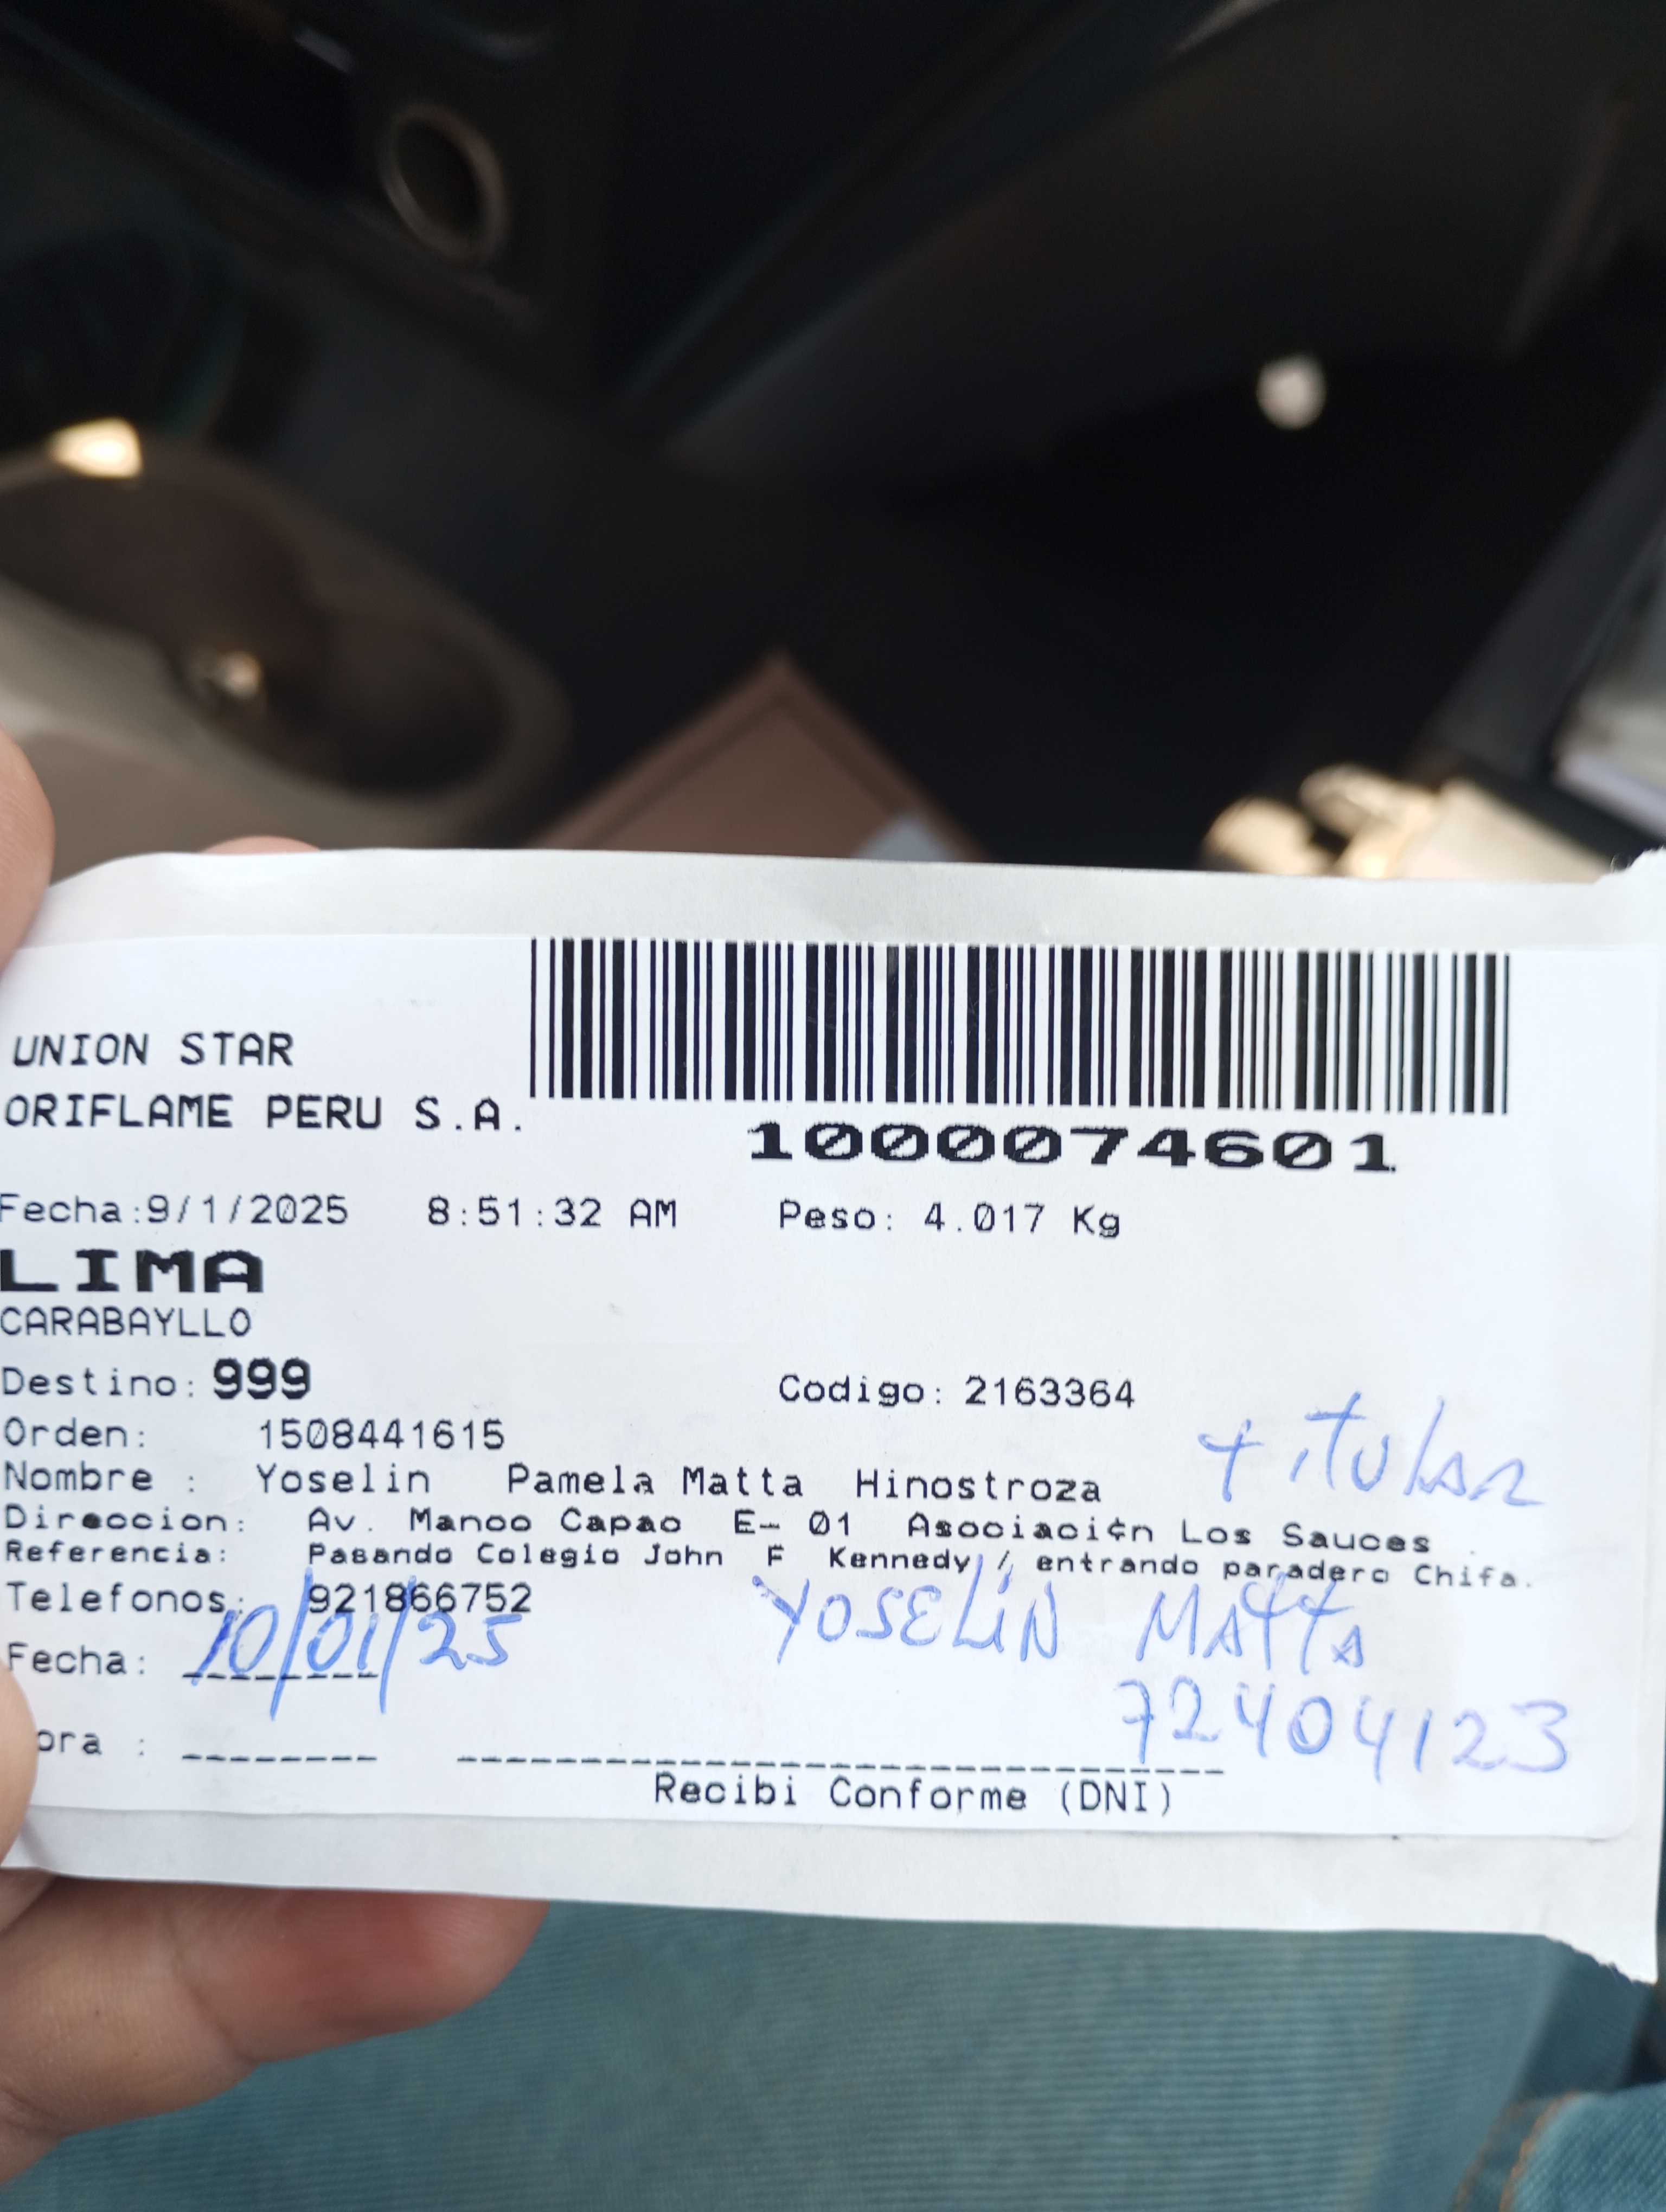 UNION STAR
ORIFLAME PERU S.A.
1000074601
Fecha:9/1/2025 8:51:32 AM Peso: 4.017 Kg
LIMA
CARABAYLLO
Destino: 999 Codigo: 2163364
Orden: 1508441615
titular
Nombre : Yoselin Pamela Matta Hinostroza
Direccion: Av. Manco Capac E- 01 Asociación Los Sauces
Referencia: Pasando Colegio John F Kennedy / entrando paradero Chifa.
Telefonos: 921866752
YOSELIN MATTA
Fecha: 10/01/25
72404123
ora :
Recibi Conforme (DNI)